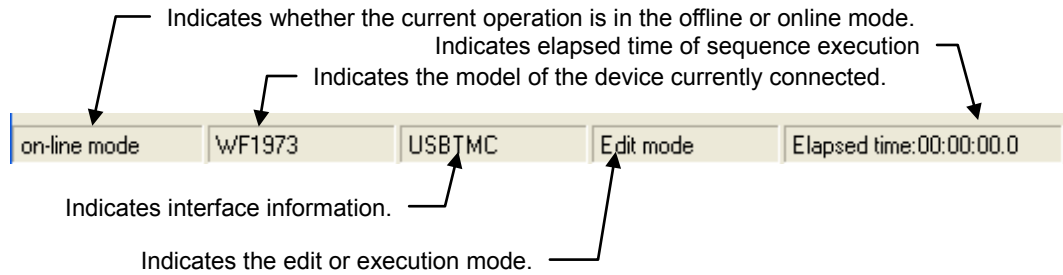 Indicates whether the current operation is in the offline or online mode.
Indicates elapsed time of sequence execution
Indicates the model of the device currently connected.
on-line mode WF1973 USBTMC Edit mode Elapsed time:00:00:00.0
Indicates interface information.
Indicates the edit or execution mode.